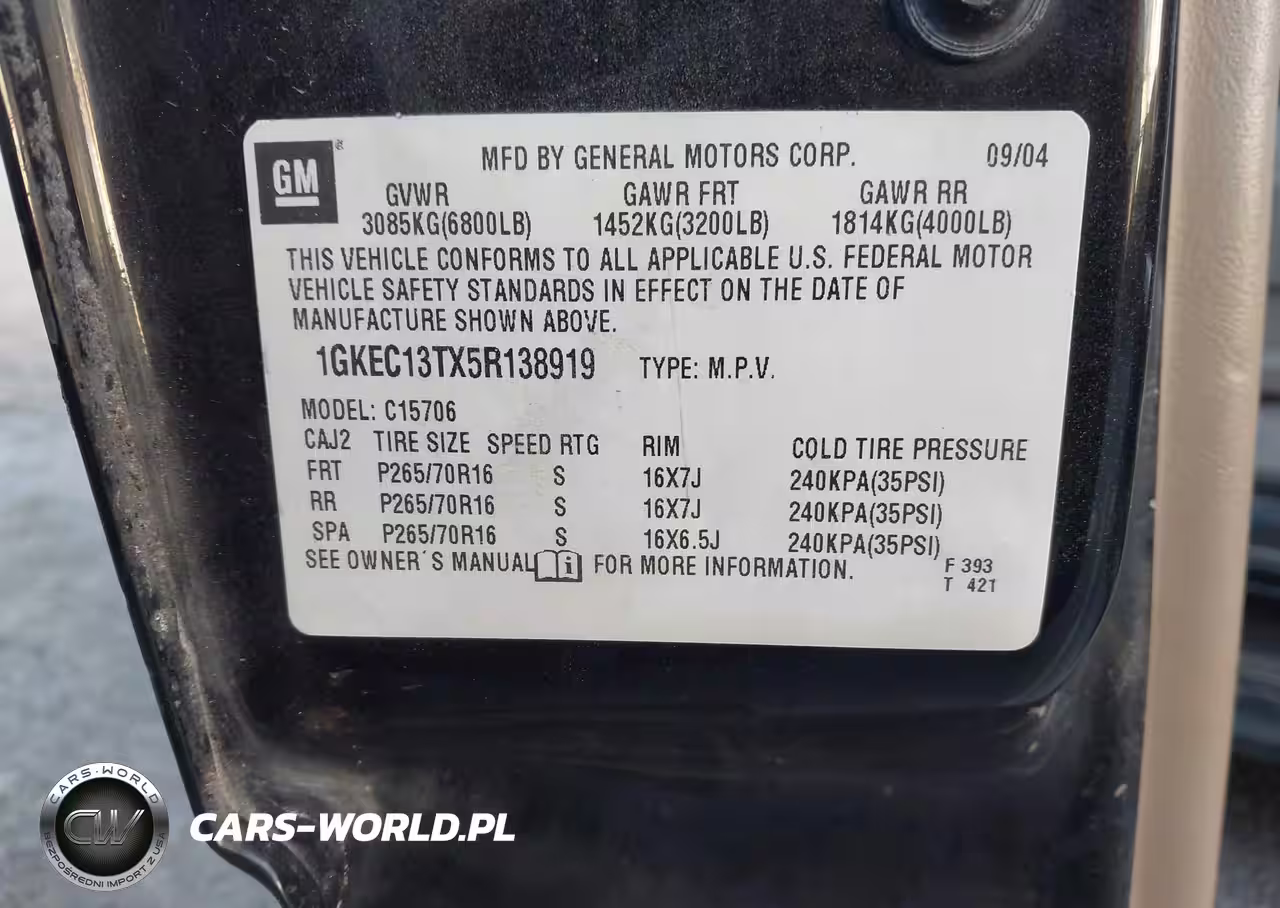 GM
MFD BY GENERAL MOTORS CORP. 09/04
GVWR GAWR FRT GAWR RR
3085KG(6800LB) 1452KG(3200LB) 1814KG(4000LB)
THIS VEHICLE CONFORMS TO ALL APPLICABLE U.S. FEDERAL MOTOR
VEHICLE SAFETY STANDARDS IN EFFECT ON THE DATE OF
MANUFACTURE SHOWN ABOVE.
1GKEC13TX5R138919 TYPE: M.P.V.
MODEL: C15706
CAJ2 TIRE SIZE SPEED RTG RIM COLD TIRE PRESSURE
FRT P265/70R16 S 16X7J 240KPA(35PSI)
RR P265/70R16 S 16X7J 240KPA(35PSI)
SPA P265/70R16 S 16X6.5J 240KPA(35PSI)
SEE OWNER´S MANUAL FOR MORE INFORMATION.
F 393
T 421
CARS-WORLD
CW
BEZPOŚREDNI IMPORT Z USA
CARS-WORLD.PL